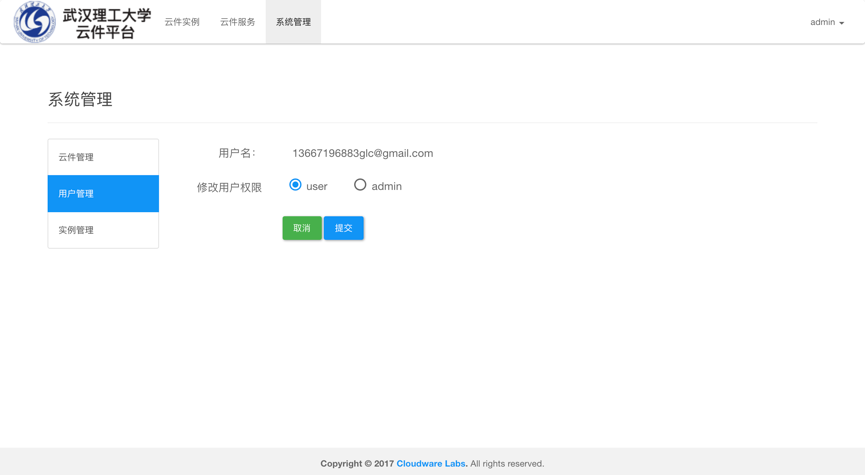 武汉理工大学
云件平台
云件实例
云件服务
系统管理
admin
系统管理
云件管理
用户管理
实例管理
用户名：
13667196883glc@gmail.com
修改用户权限
user
admin
取消
提交
Copyright © 2017 Cloudware Labs. All rights reserved.